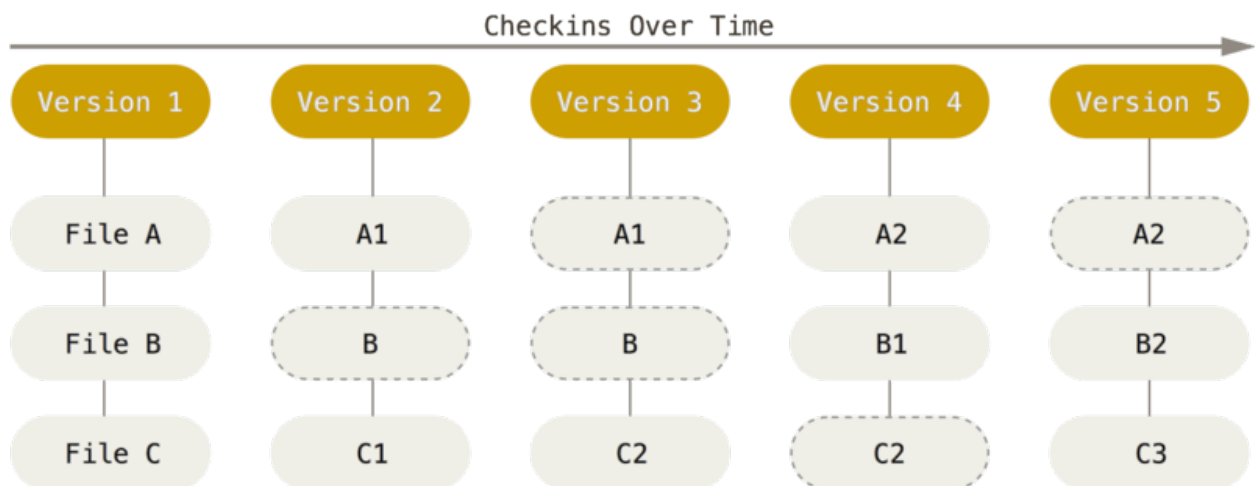 Checkins Over Time
Version 1 Version 2 Version 3 Version 4 Version 5
File A A1 A1 A2 A2
File B B B B1 B2
File C C1 C2 C2 C3